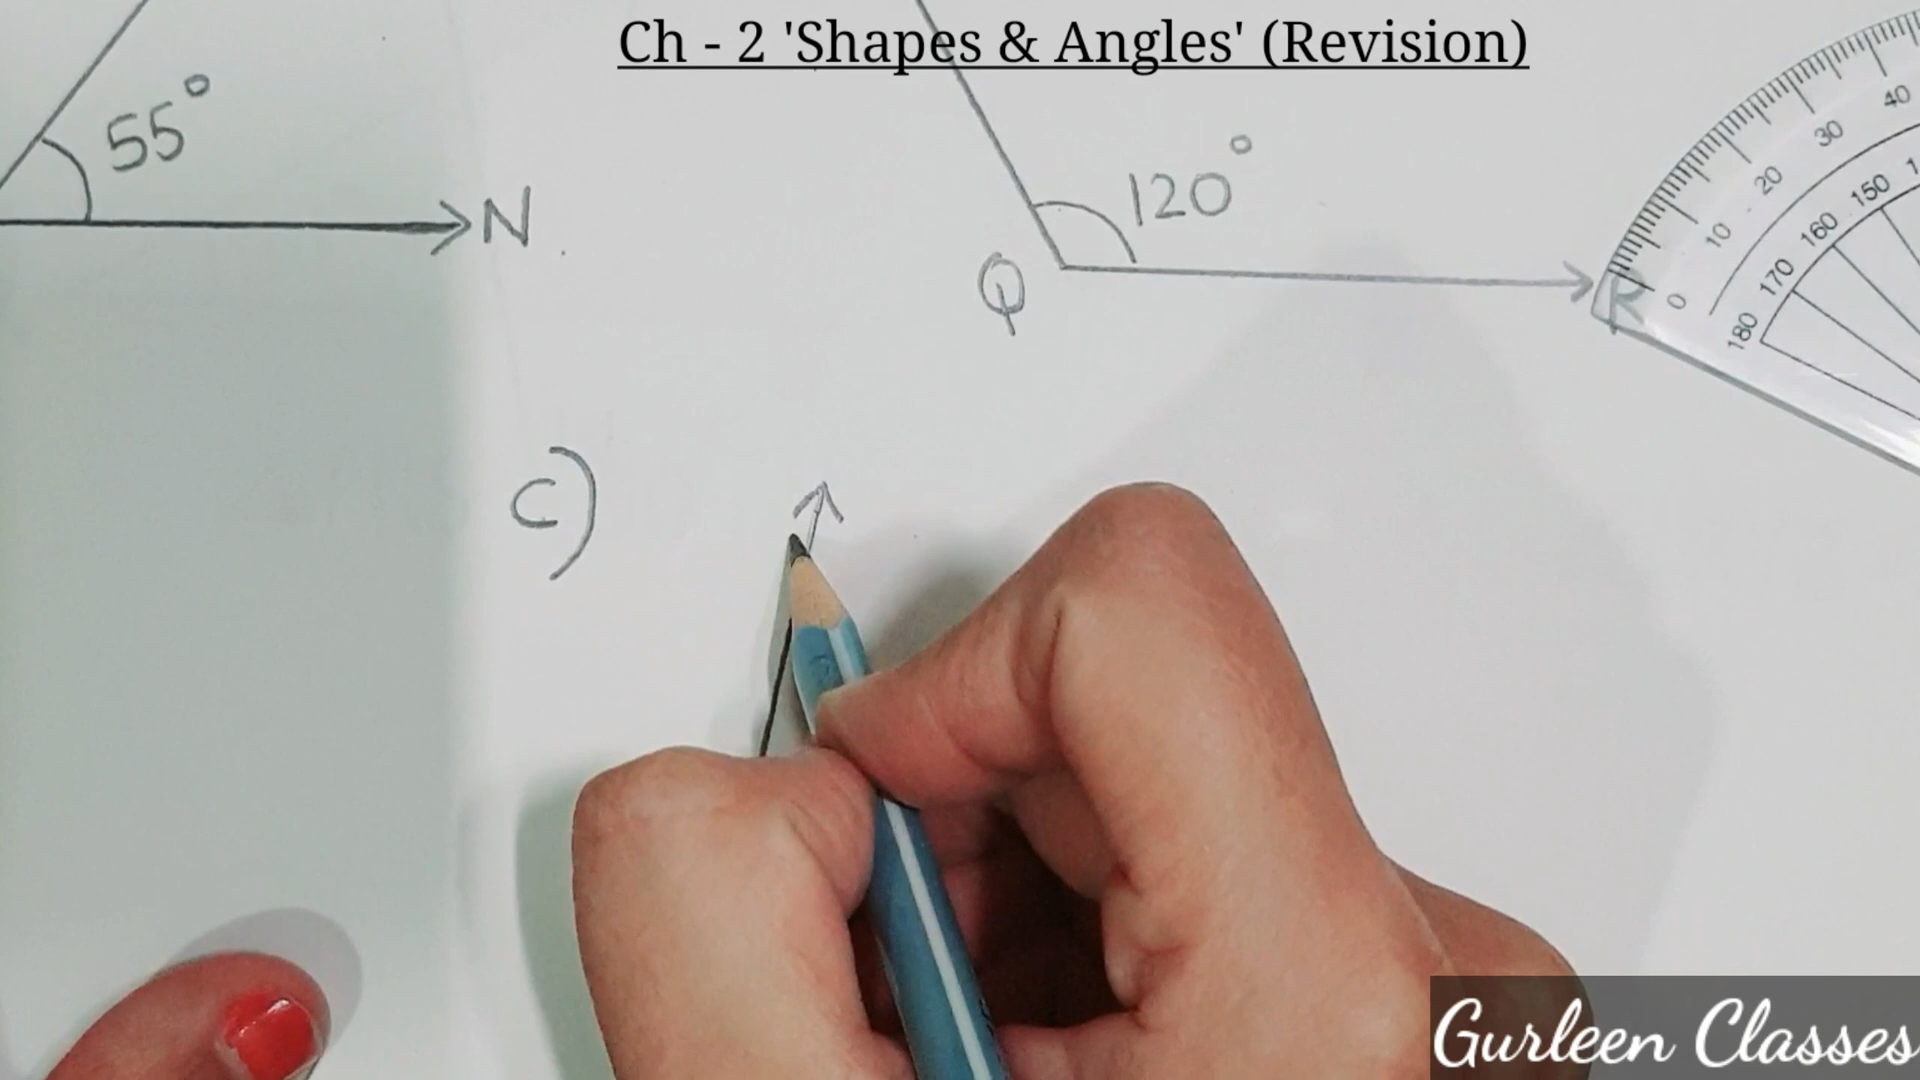 Ch - 2 'Shapes & Angles' (Revision)
55°
N
120°
Q
R
0 10 20 30 40
180 170 160 150
C)
Gurleen Classes